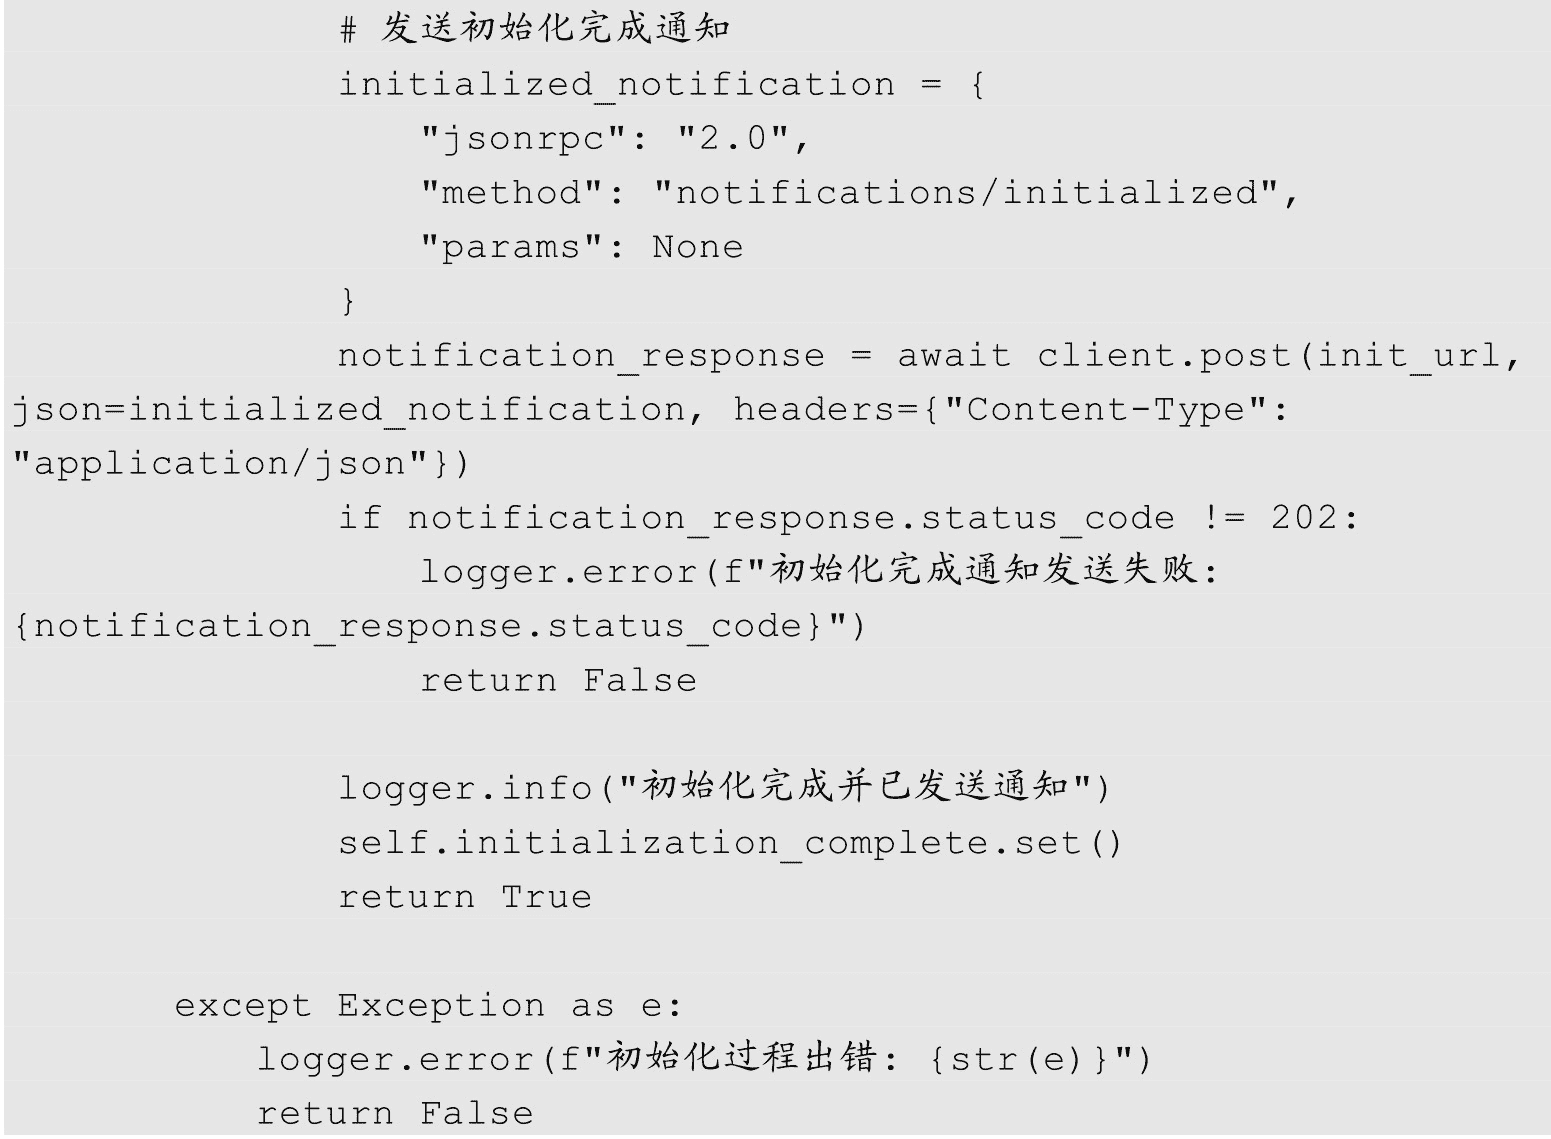 # 发送初始化完成通知
initialized_notification = {
"jsonrpc": "2.0",
"method": "notifications/initialized",
"params": None
}
notification_response = await client.post(init_url,
json=initialized_notification, headers={"Content-Type":
"application/json"})
if notification_response.status_code != 202:
logger.error(f"初始化完成通知发送失败:
{notification_response.status_code}")
return False
logger.info("初始化完成并已发送通知")
self.initialization_complete.set()
return True
except Exception as e:
logger.error(f"初始化过程出错: {str(e)}")
return False